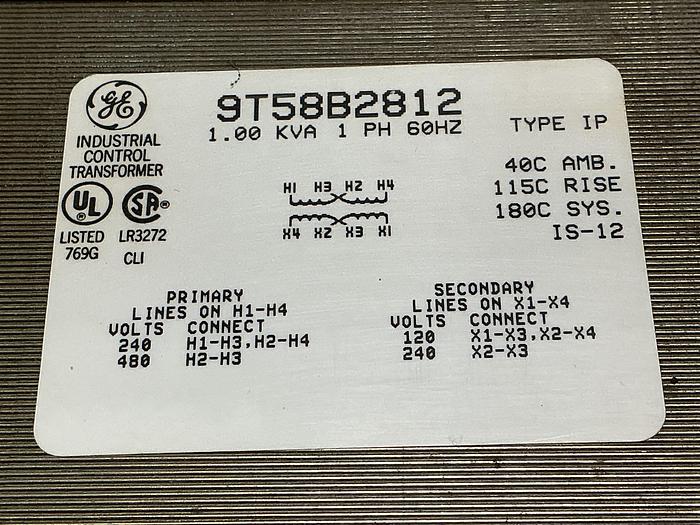 GE
9T58B2812
1.00 KVA 1 PH 60HZ
TYPE IP
INDUSTRIAL
CONTROL
TRANSFORMER
40C AMB.
115C RISE
180C SYS.
IS-12
UL ®
SA ®
LISTED
769G
LR3272
CLI
H1 H3 H2 H4
X4 X2 X3 X1
PRIMARY
LINES ON H1-H4
VOLTS CONNECT
240 H1-H3,H2-H4
480 H2-H3
SECONDARY
LINES ON X1-X4
VOLTS CONNECT
120 X1-X3,X2-X4
240 X2-X3